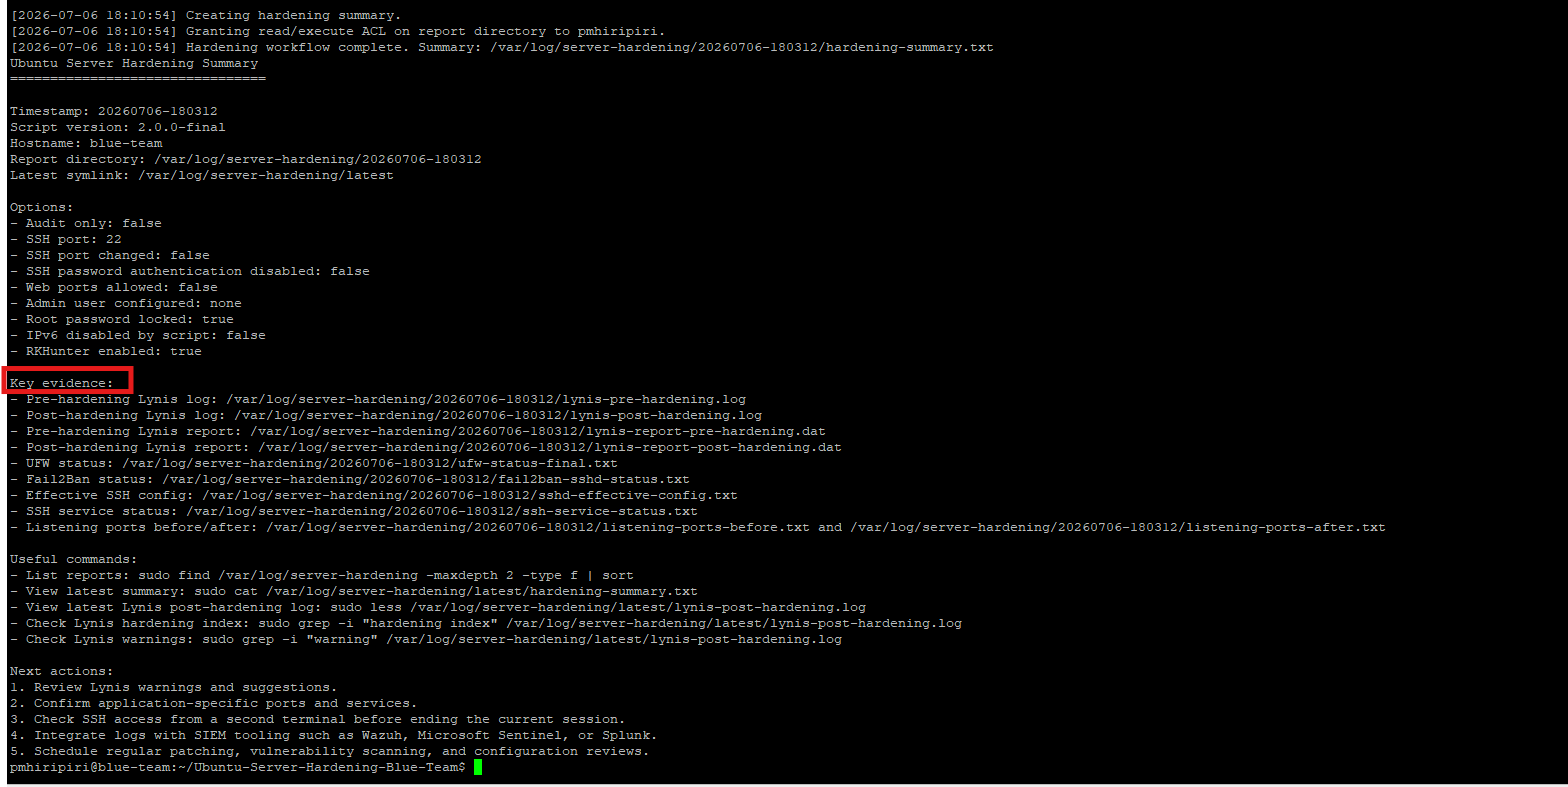 [2026-07-06 18:10:54] Creating hardening summary.
[2026-07-06 18:10:54] Granting read/execute ACL on report directory to pmhiripiri.
[2026-07-06 18:10:54] Hardening workflow complete. Summary: /var/log/server-hardening/20260706-180312/hardening-summary.txt
Ubuntu Server Hardening Summary
================================
Timestamp: 20260706-180312
Script version: 2.0.0-final
Hostname: blue-team
Report directory: /var/log/server-hardening/20260706-180312
Latest symlink: /var/log/server-hardening/latest
Options:
- Audit only: false
- SSH port: 22
- SSH port changed: false
- SSH password authentication disabled: false
- Web ports allowed: false
- Admin user configured: none
- Root password locked: true
- IPv6 disabled by script: false
- RKHunter enabled: true
Key evidence:
- Pre-hardening Lynis log: /var/log/server-hardening/20260706-180312/lynis-pre-hardening.log
- Post-hardening Lynis log: /var/log/server-hardening/20260706-180312/lynis-post-hardening.log
- Pre-hardening Lynis report: /var/log/server-hardening/20260706-180312/lynis-report-pre-hardening.dat
- Post-hardening Lynis report: /var/log/server-hardening/20260706-180312/lynis-report-post-hardening.dat
- UFW status: /var/log/server-hardening/20260706-180312/ufw-status-final.txt
- Fail2Ban status: /var/log/server-hardening/20260706-180312/fail2ban-sshd-status.txt
- Effective SSH config: /var/log/server-hardening/20260706-180312/sshd-effective-config.txt
- SSH service status: /var/log/server-hardening/20260706-180312/ssh-service-status.txt
- Listening ports before/after: /var/log/server-hardening/20260706-180312/listening-ports-before.txt and /var/log/server-hardening/20260706-180312/listening-ports-after.txt
Useful commands:
- List reports: sudo find /var/log/server-hardening -maxdepth 2 -type f | sort
- View latest summary: sudo cat /var/log/server-hardening/latest/hardening-summary.txt
- View latest Lynis post-hardening log: sudo less /var/log/server-hardening/latest/lynis-post-hardening.log
- Check Lynis hardening index: sudo grep -i "hardening index" /var/log/server-hardening/latest/lynis-post-hardening.log
- Check Lynis warnings: sudo grep -i "warning" /var/log/server-hardening/latest/lynis-post-hardening.log
Next actions:
1. Review Lynis warnings and suggestions.
2. Confirm application-specific ports and services.
3. Check SSH access from a second terminal before ending the current session.
4. Integrate logs with SIEM tooling such as Wazuh, Microsoft Sentinel, or Splunk.
5. Schedule regular patching, vulnerability scanning, and configuration reviews.
pmhiripiri@blue-team:~/Ubuntu-Server-Hardening-Blue-Team$